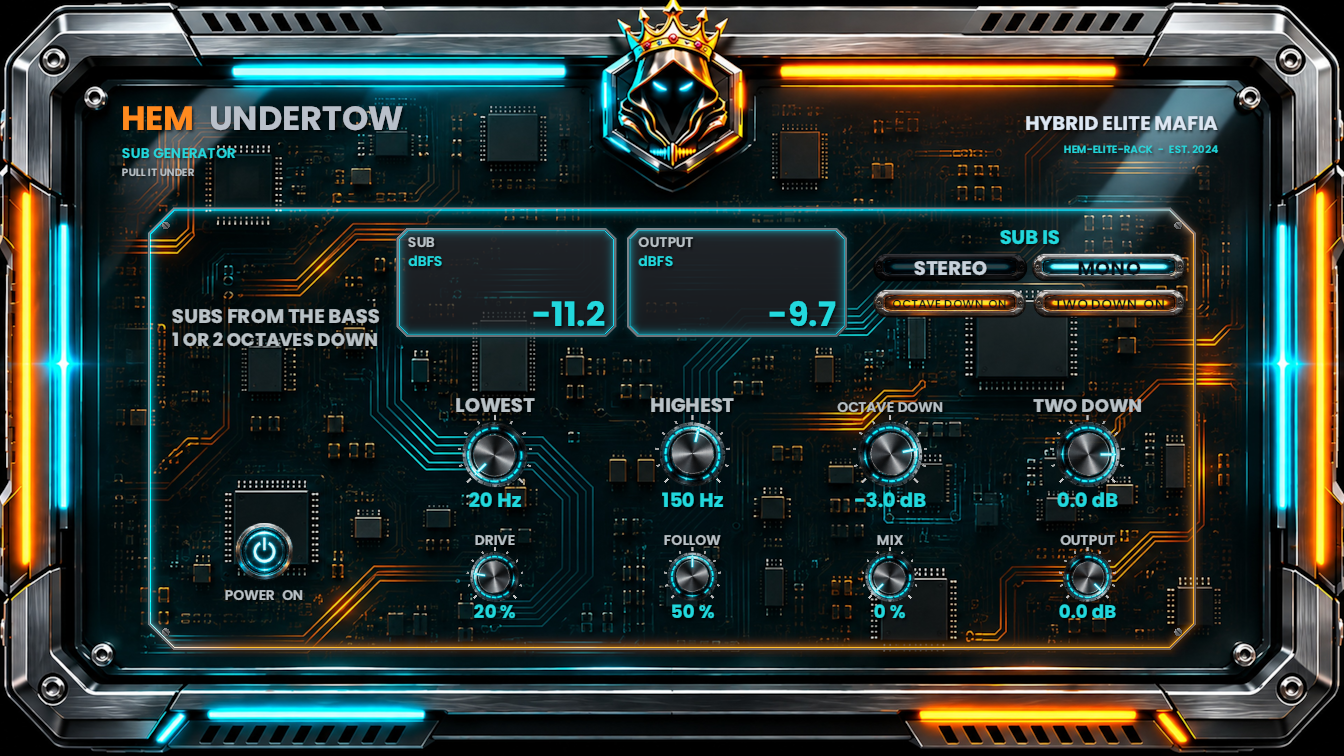 HEM UNDERTOW
SUB GENERATOR
PULL IT UNDER
HYBRID ELITE MAFIA
HEM-ELITE-RACK - EST. 2024
SUB
dBFS
-11.2
OUTPUT
dBFS
-9.7
SUB IS
STEREO
MONO
OCTAVE DOWN ON
TWO DOWN ON
SUBS FROM THE BASS
1 OR 2 OCTAVES DOWN
LOWEST
20 Hz
HIGHEST
150 Hz
OCTAVE DOWN
-3.0 dB
TWO DOWN
0.0 dB
POWER ON
DRIVE
20 %
FOLLOW
50 %
MIX
0 %
OUTPUT
0.0 dB